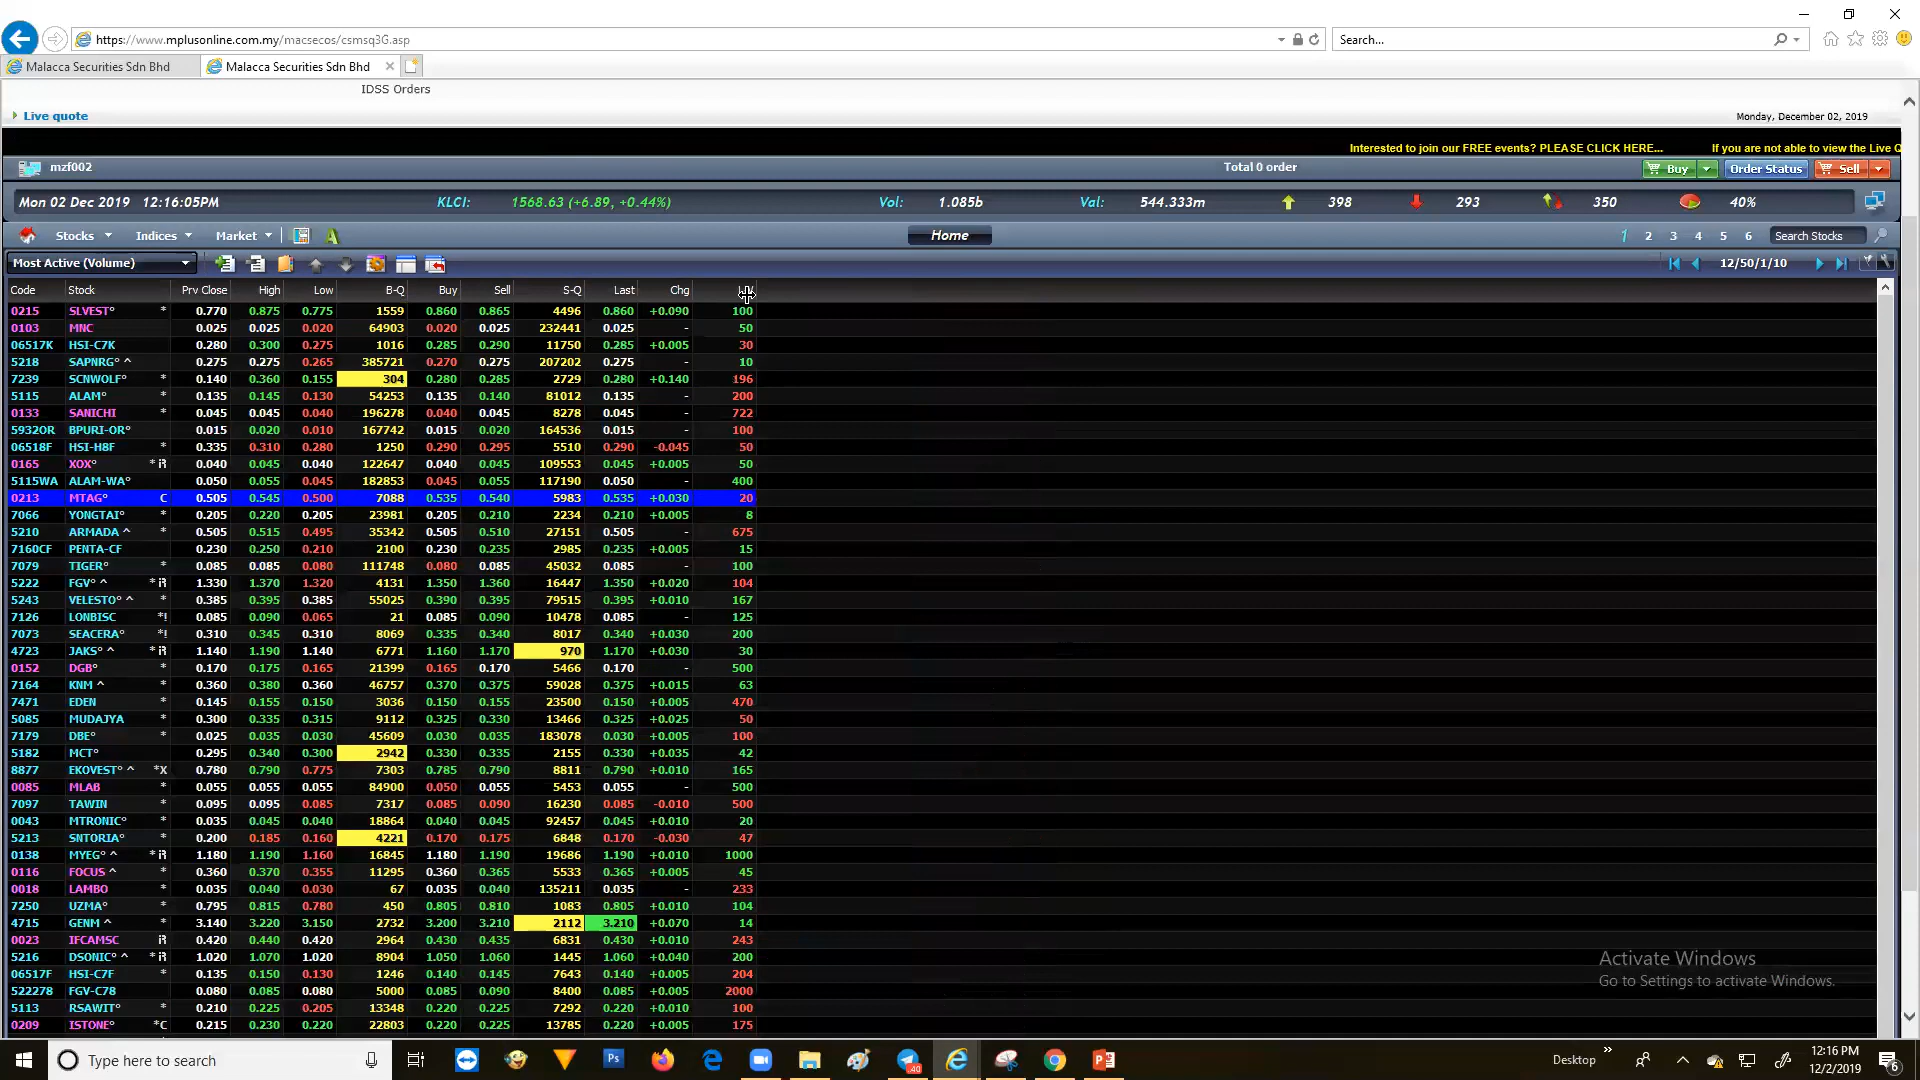 https://www.mplusonline.com.my/macsecos/csmsq3G.asp
Search...
Malacca Securities Sdn Bhd
Malacca Securities Sdn Bhd
IDSS Orders
Live quote
Monday, December 02, 2019
Interested to join our FREE events? PLEASE CLICK HERE... If you are not able to view the Live Q
mzf002
Total 0 order
Buy
Order Status
Sell
Mon 02 Dec 2019 12:16:05PM KLCI: 1568.63 (+6.89, +0.44%) Vol: 1.085b Val: 544.333m 398 293 350 40%
Stocks Indices Market Home 1 2 3 4 5 6 Search Stocks
Most Active (Volume) 12/50/1/10
Code Stock Prv Close High Low B-Q Buy Sell S-Q Last Chg
0215 SLVEST° * 0.770 0.875 0.775 1559 0.860 0.865 4496 0.860 +0.090 100
0103 MNC 0.025 0.025 0.020 64903 0.020 0.025 232441 0.025 - 50
06517K HSI-C7K 0.280 0.300 0.275 1016 0.285 0.290 11750 0.285 +0.005 30
5218 SAPNRG° ^ 0.275 0.275 0.265 385721 0.270 0.275 207202 0.275 - 10
7239 SCNWOLF° * 0.140 0.360 0.155 304 0.280 0.285 2729 0.280 +0.140 196
5115 ALAM° * 0.135 0.145 0.130 54253 0.135 0.140 81012 0.135 - 200
0133 SANICHI * 0.045 0.045 0.040 196278 0.040 0.045 8278 0.045 - 722
5932OR BPURI-OR° 0.015 0.020 0.010 167742 0.015 0.020 164536 0.015 - 100
06518F HSI-H8F * 0.335 0.310 0.280 1250 0.290 0.295 5510 0.290 -0.045 50
0165 XOX° *iR 0.040 0.045 0.040 122647 0.040 0.045 109553 0.045 +0.005 50
5115WA ALAM-WA° 0.050 0.055 0.045 182853 0.045 0.055 117190 0.050 - 400
0213 MTAG° C 0.505 0.545 0.500 7088 0.535 0.540 5983 0.535 +0.030 20
7066 YONGTAI° * 0.205 0.220 0.205 23981 0.205 0.210 2234 0.210 +0.005 8
5210 ARMADA ^ * 0.505 0.515 0.495 35342 0.505 0.510 27151 0.505 - 675
7160CF PENTA-CF 0.230 0.250 0.210 2100 0.230 0.235 2985 0.235 +0.005 15
7079 TIGER° * 0.085 0.085 0.080 111748 0.080 0.085 45032 0.085 - 100
5222 FGV° ^ *iR 1.330 1.370 1.320 4131 1.350 1.360 16447 1.350 +0.020 104
5243 VELESTO° ^ * 0.385 0.395 0.385 55025 0.390 0.395 79515 0.395 +0.010 167
7126 LONBISC *! 0.085 0.090 0.065 21 0.085 0.090 10478 0.085 - 125
7073 SEACERA° *! 0.310 0.345 0.310 8069 0.335 0.340 8017 0.340 +0.030 200
4723 JAKS° ^ *iR 1.140 1.190 1.140 6771 1.160 1.170 970 1.170 +0.030 30
0152 DGB° * 0.170 0.175 0.165 21399 0.165 0.170 5466 0.170 - 500
7164 KNM ^ * 0.360 0.380 0.360 46757 0.370 0.375 59028 0.375 +0.015 63
7471 EDEN * 0.145 0.155 0.150 3036 0.150 0.155 23500 0.150 +0.005 470
5085 MUDAJYA * 0.300 0.335 0.315 9112 0.325 0.330 13466 0.325 +0.025 50
7179 DBE° * 0.025 0.035 0.030 45609 0.030 0.035 183078 0.030 +0.005 100
5182 MCT° * 0.295 0.340 0.300 2942 0.330 0.335 2155 0.330 +0.035 42
8877 EKOVEST° ^ *X 0.780 0.790 0.775 7303 0.785 0.790 8811 0.790 +0.010 165
0085 MLAB * 0.055 0.055 0.055 84900 0.050 0.055 5453 0.055 - 500
7097 TAWIN * 0.095 0.095 0.085 7317 0.085 0.090 16230 0.085 -0.010 500
0043 MTRONIC° * 0.035 0.045 0.040 18864 0.040 0.045 92457 0.045 +0.010 20
5213 SNTORIA° * 0.200 0.185 0.160 4221 0.170 0.175 6848 0.170 -0.030 47
0138 MYEG° ^ *iR 1.180 1.190 1.160 16845 1.180 1.190 19686 1.190 +0.010 1000
0116 FOCUS ^ * 0.360 0.370 0.355 11295 0.360 0.365 5533 0.365 +0.005 45
0018 LAMBO * 0.035 0.040 0.030 67 0.035 0.040 135211 0.035 - 233
7250 UZMA° * 0.795 0.815 0.780 450 0.805 0.810 1083 0.805 +0.010 104
4715 GENM ^ * 3.140 3.220 3.150 2732 3.200 3.210 2112 3.210 +0.070 14
0023 IFCAMSC iR 0.420 0.440 0.420 2964 0.430 0.435 6831 0.430 +0.010 243
5216 DSONIC° ^ *iR 1.020 1.070 1.020 8904 1.050 1.060 1445 1.060 +0.040 200
06517F HSI-C7F * 0.135 0.150 0.130 1246 0.140 0.145 7643 0.140 +0.005 204
522278 FGV-C78 0.080 0.085 0.080 5000 0.085 0.090 8400 0.085 +0.005 2000
5113 RSAWIT° * 0.210 0.225 0.205 13348 0.220 0.225 7292 0.220 +0.010 100
0209 ISTONE° *C 0.215 0.230 0.220 22803 0.220 0.225 13785 0.220 +0.005 175
Activate Windows
Go to Settings to activate Windows.
Type here to search
Ps
40
Desktop
12:16 PM
12/2/2019
6